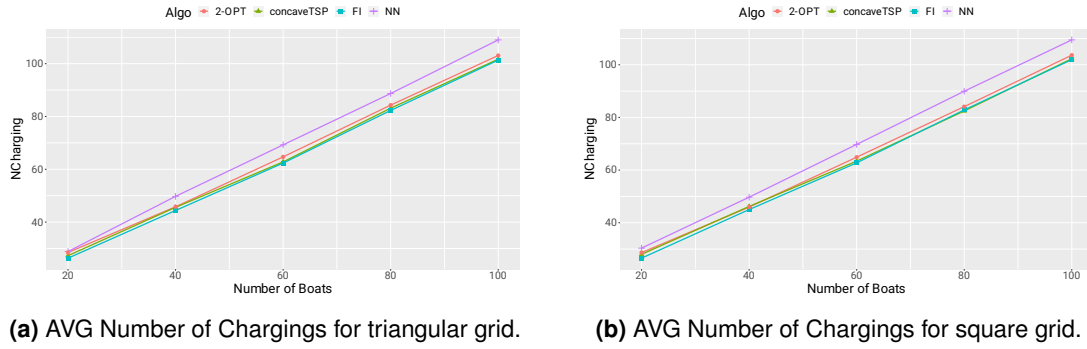 Algo 2-OPT concaveTSP FI NN
100
80
60
40
NCharging
20 40 60 80 100
Number of Boats
(a) AVG Number of Chargings for triangular grid.
Algo 2-OPT concaveTSP FI NN
100
80
60
40
NCharging
20 40 60 80 100
Number of Boats
(b) AVG Number of Chargings for square grid.